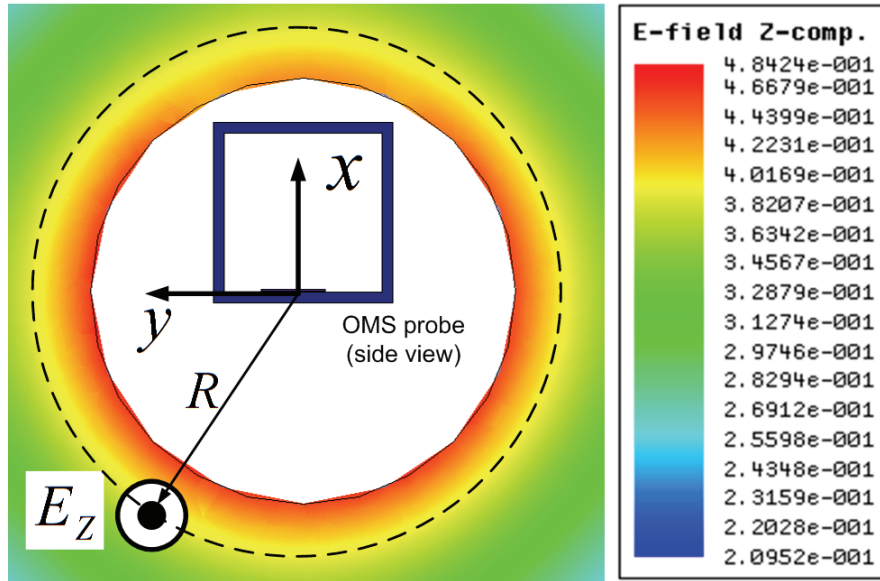 x
y
OMS probe
(side view)
R
E_Z
E-field Z-comp.
4.8424e-001
4.6679e-001
4.4399e-001
4.2231e-001
4.0169e-001
3.8207e-001
3.6342e-001
3.4567e-001
3.2879e-001
3.1274e-001
2.9746e-001
2.8294e-001
2.6912e-001
2.5598e-001
2.4348e-001
2.3159e-001
2.2028e-001
2.0952e-001